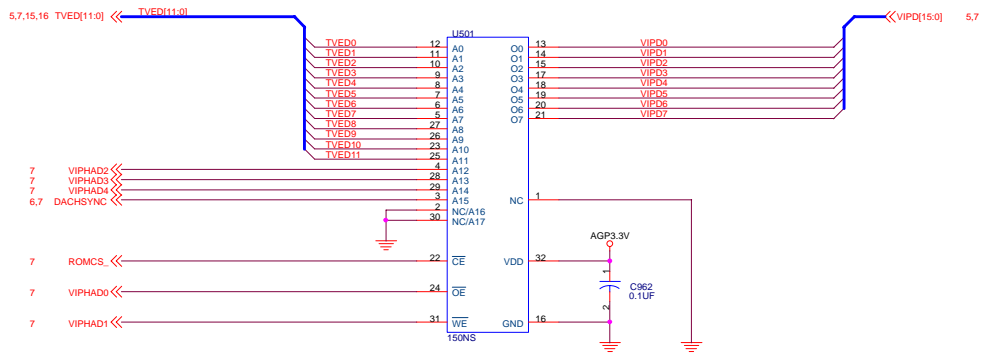 5,7,15,16 TVED[11:0] TVED[11:0] VIPD[15:0] 5,7
U501
TVED0 12 A0 O0 13 VIPD0
TVED1 11 A1 O1 14 VIPD1
TVED2 10 A2 O2 15 VIPD2
TVED3 9 A3 O3 17 VIPD3
TVED4 8 A4 O4 18 VIPD4
TVED5 7 A5 O5 19 VIPD5
TVED6 6 A6 O6 20 VIPD6
TVED7 5 A7 O7 21 VIPD7
TVED8 27 A8
TVED9 26 A9
TVED10 23 A10
TVED11 25 A11
7 VIPHAD2 4 A12
7 VIPHAD3 28 A13
7 VIPHAD4 29 A14
6,7 DACHSYNC 3 A15 NC 1
2 NC/A16
30 NC/A17
AGP3.3V
7 ROMCS_ 22 CE VDD 32
1
C962
0.1UF
2
7 VIPHAD0 24 OE
7 VIPHAD1 31 WE GND 16
150NS